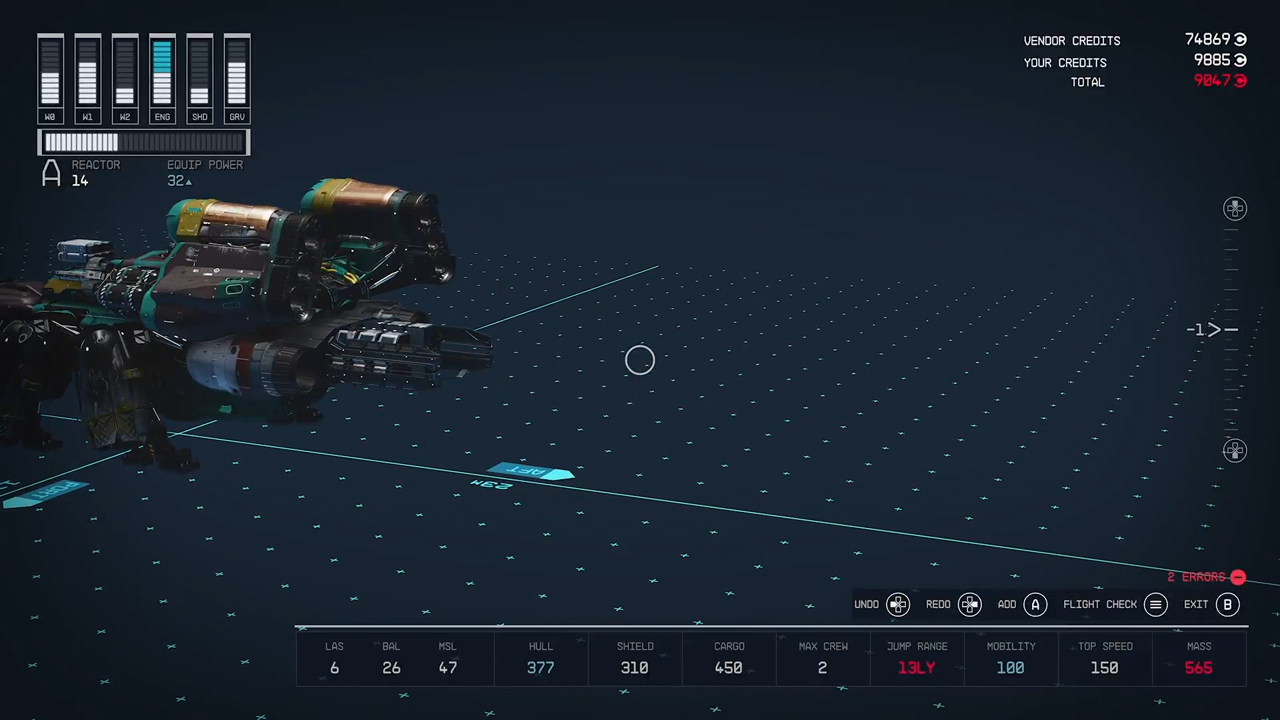 VENDOR CREDITS 74869
YOUR CREDITS 9885
TOTAL 9047
W0 W1 W2 ENG SHD GRV
A REACTOR EQUIP POWER
14 32
-1
AFT
23M
PORT
2 ERRORS
UNDO REDO ADD A FLIGHT CHECK EXIT B
LAS BAL MSL HULL SHIELD CARGO MAX CREW JUMP RANGE MOBILITY TOP SPEED MASS
6 26 47 377 310 450 2 13LY 100 150 565